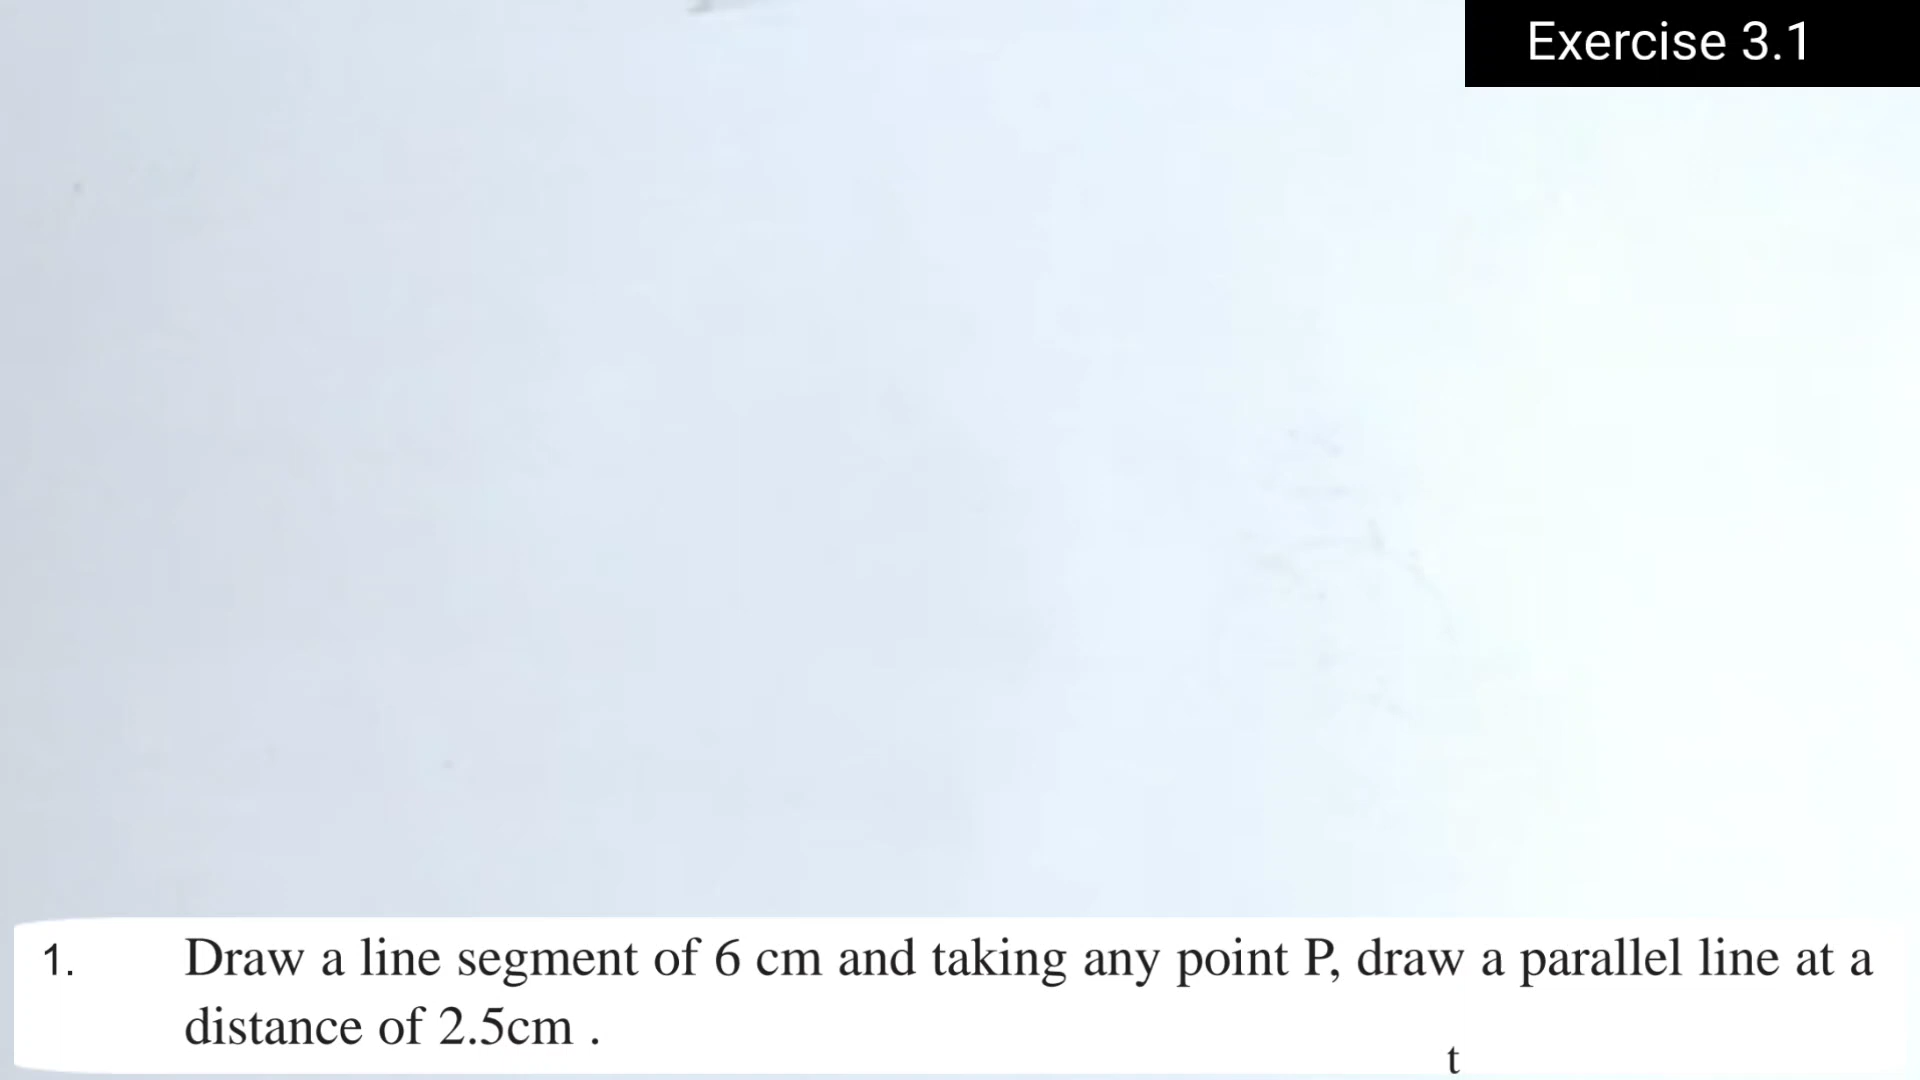 Exercise 3.1
1. Draw a line segment of 6 cm and taking any point P, draw a parallel line at a
distance of 2.5cm .
t